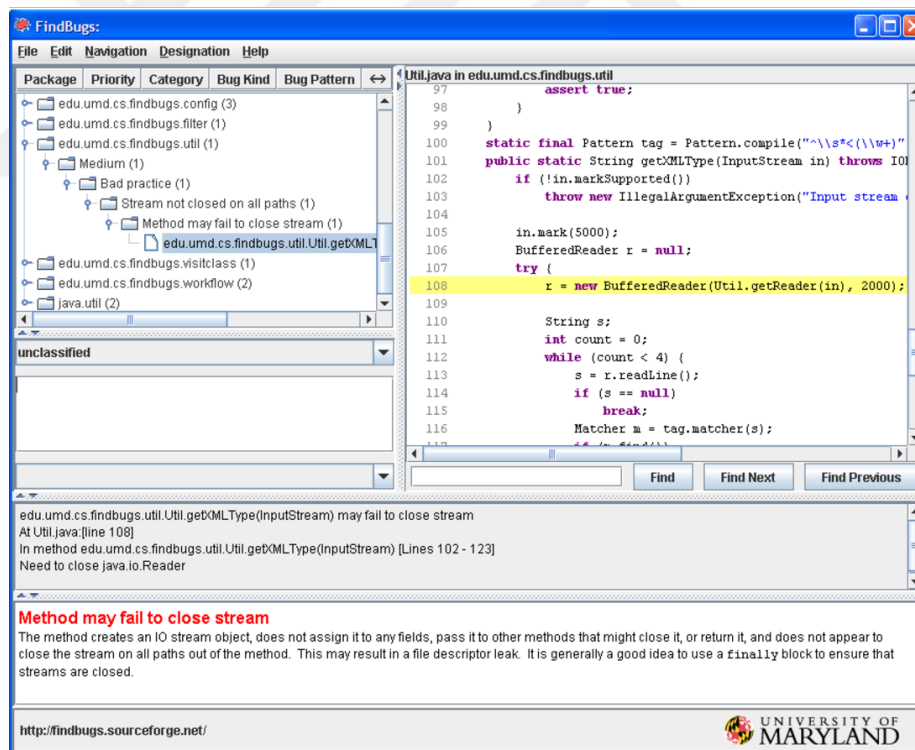 FindBugs:
File Edit Navigation Designation Help
Package Priority Category Bug Kind Bug Pattern
edu.umd.cs.findbugs.config (3)
edu.umd.cs.findbugs.filter (1)
edu.umd.cs.findbugs.util (1)
Medium (1)
Bad practice (1)
Stream not closed on all paths (1)
Method may fail to close stream (1)
edu.umd.cs.findbugs.util.Util.getXMLT
edu.umd.cs.findbugs.visitclass (1)
edu.umd.cs.findbugs.workflow (2)
java.util (2)
unclassified
Util.java in edu.umd.cs.findbugs.util
97 assert true;
98 }
99 }
100 static final Pattern tag = Pattern.compile("^\\s*<(\\w+)"
101 public static String getXMLType(InputStream in) throws IOE
102 if (!in.markSupported())
103 throw new IllegalArgumentException("Input stream
104
105 in.mark(5000);
106 BufferedReader r = null;
107 try {
108 r = new BufferedReader(Util.getReader(in), 2000);
109
110 String s;
111 int count = 0;
112 while (count < 4) {
113 s = r.readLine();
114 if (s == null)
115 break;
116 Matcher m = tag.matcher(s);
Find Find Next Find Previous
edu.umd.cs.findbugs.util.Util.getXMLType(InputStream) may fail to close stream
At Util.java:[line 108]
In method edu.umd.cs.findbugs.util.Util.getXMLType(InputStream) [Lines 102 - 123]
Need to close java.io.Reader
Method may fail to close stream
The method creates an IO stream object, does not assign it to any fields, pass it to other methods that might close it, or return it, and does not appear to
close the stream on all paths out of the method. This may result in a file descriptor leak. It is generally a good idea to use a finally block to ensure that
streams are closed.
http://findbugs.sourceforge.net/
UNIVERSITY OF
MARYLAND